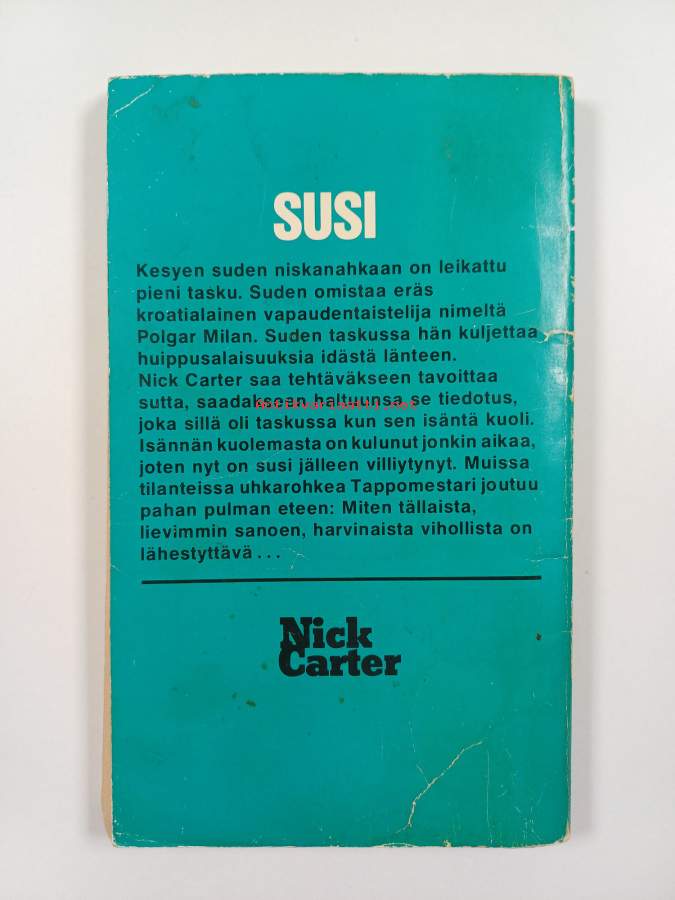 SUSI
Kesyen suden niskanahkaan on leikattu
pieni tasku. Suden omistaa eräs
kroatialainen vapaudentaistelija nimeltä
Polgar Milan. Suden taskussa hän kuljettaa
huippusalaisuuksia idästä länteen.
Nick Carter saa tehtäväkseen tavoittaa
sutta, saadakseen haltuunsa se tiedotus,
antikvariaatti.net
joka sillä oli taskussa kun sen isäntä kuoli.
Isännän kuolemasta on kulunut jonkin aikaa,
joten nyt on susi jälleen villiytynyt. Muissa
tilanteissa uhkarohkea Tappomestari joutuu
pahan pulman eteen: Miten tällaista,
lievimmin sanoen, harvinaista vihollista on
lähestyttävä...
Nick
Carter